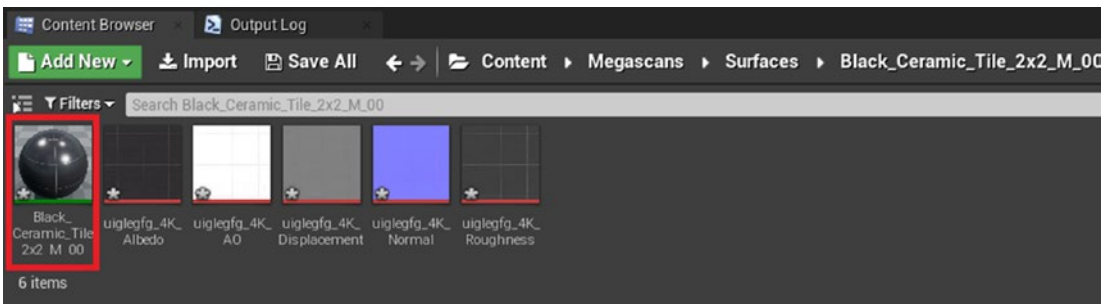 Content Browser
Output Log
Add New
Import
Save All
Content
Megascans
Surfaces
Black_Ceramic_Tile_2x2_M_00
Filters
Search Black_Ceramic_Tile_2x2_M_00
Black_
Ceramic_Tile
2x2_M_00
uiglegfg_4K_
Albedo
uiglegfg_4K_
AO
uiglegfg_4K_
Displacement
uiglegfg_4K_
Normal
uiglegfg_4K_
Roughness
6 items